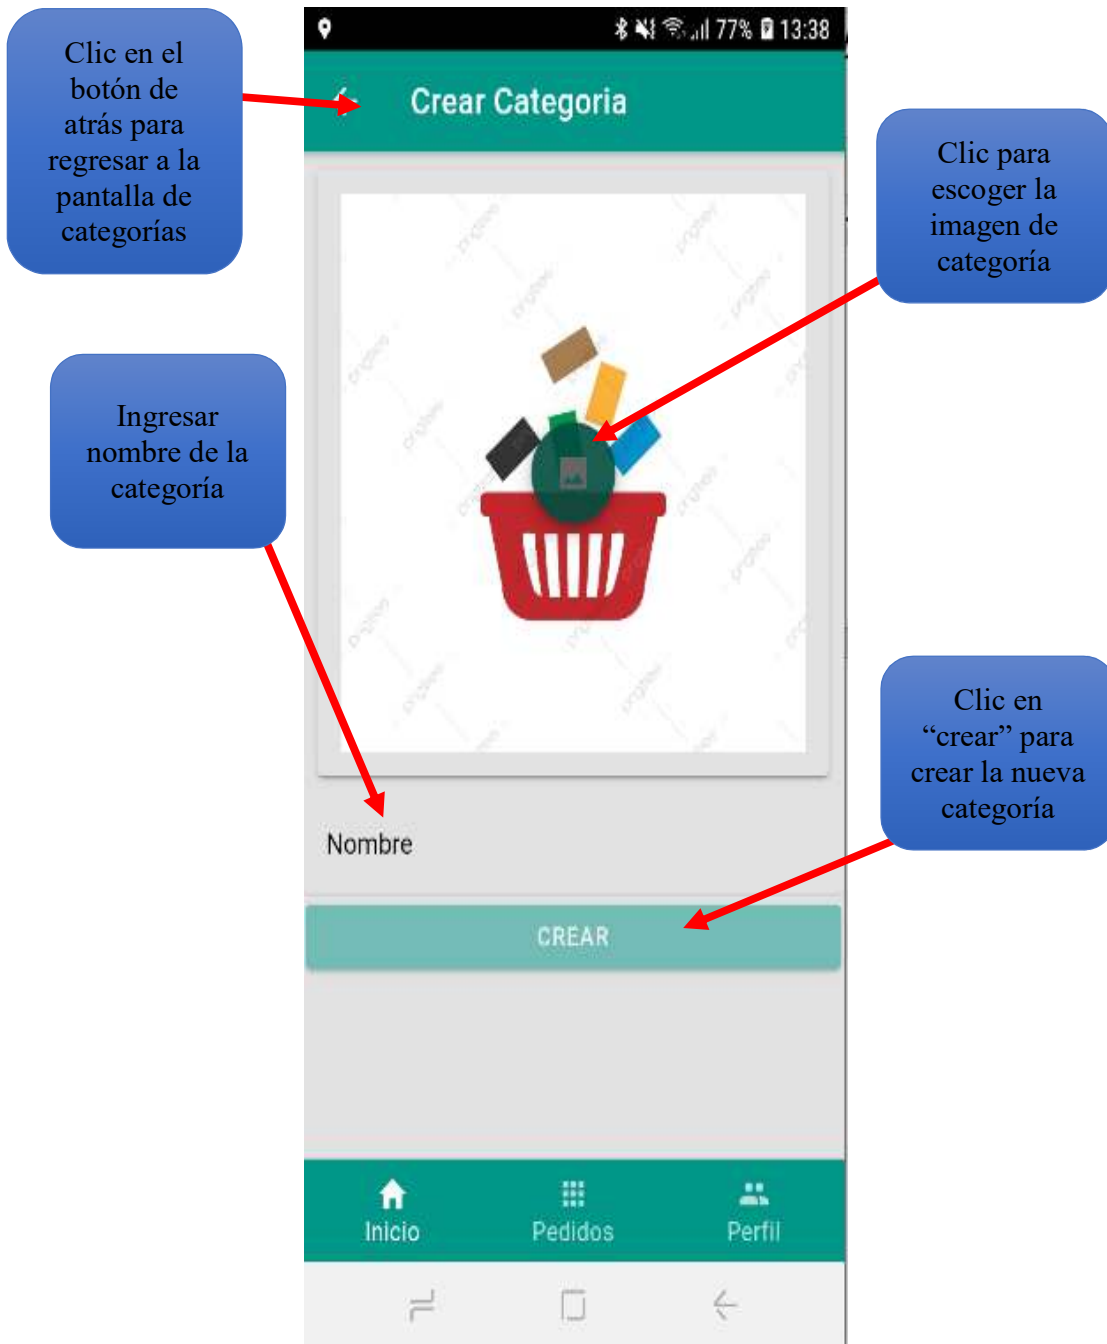 Clic en el
botón de
atrás para
regresar a la
pantalla de
categorías
77% 13:38
Crear Categoria
Clic para
escoger la
imagen de
categoría
Ingresar
nombre de la
categoría
Clic en
“crear” para
crear la nueva
categoría
Nombre
CREAR
Inicio
Pedidos
Perfil